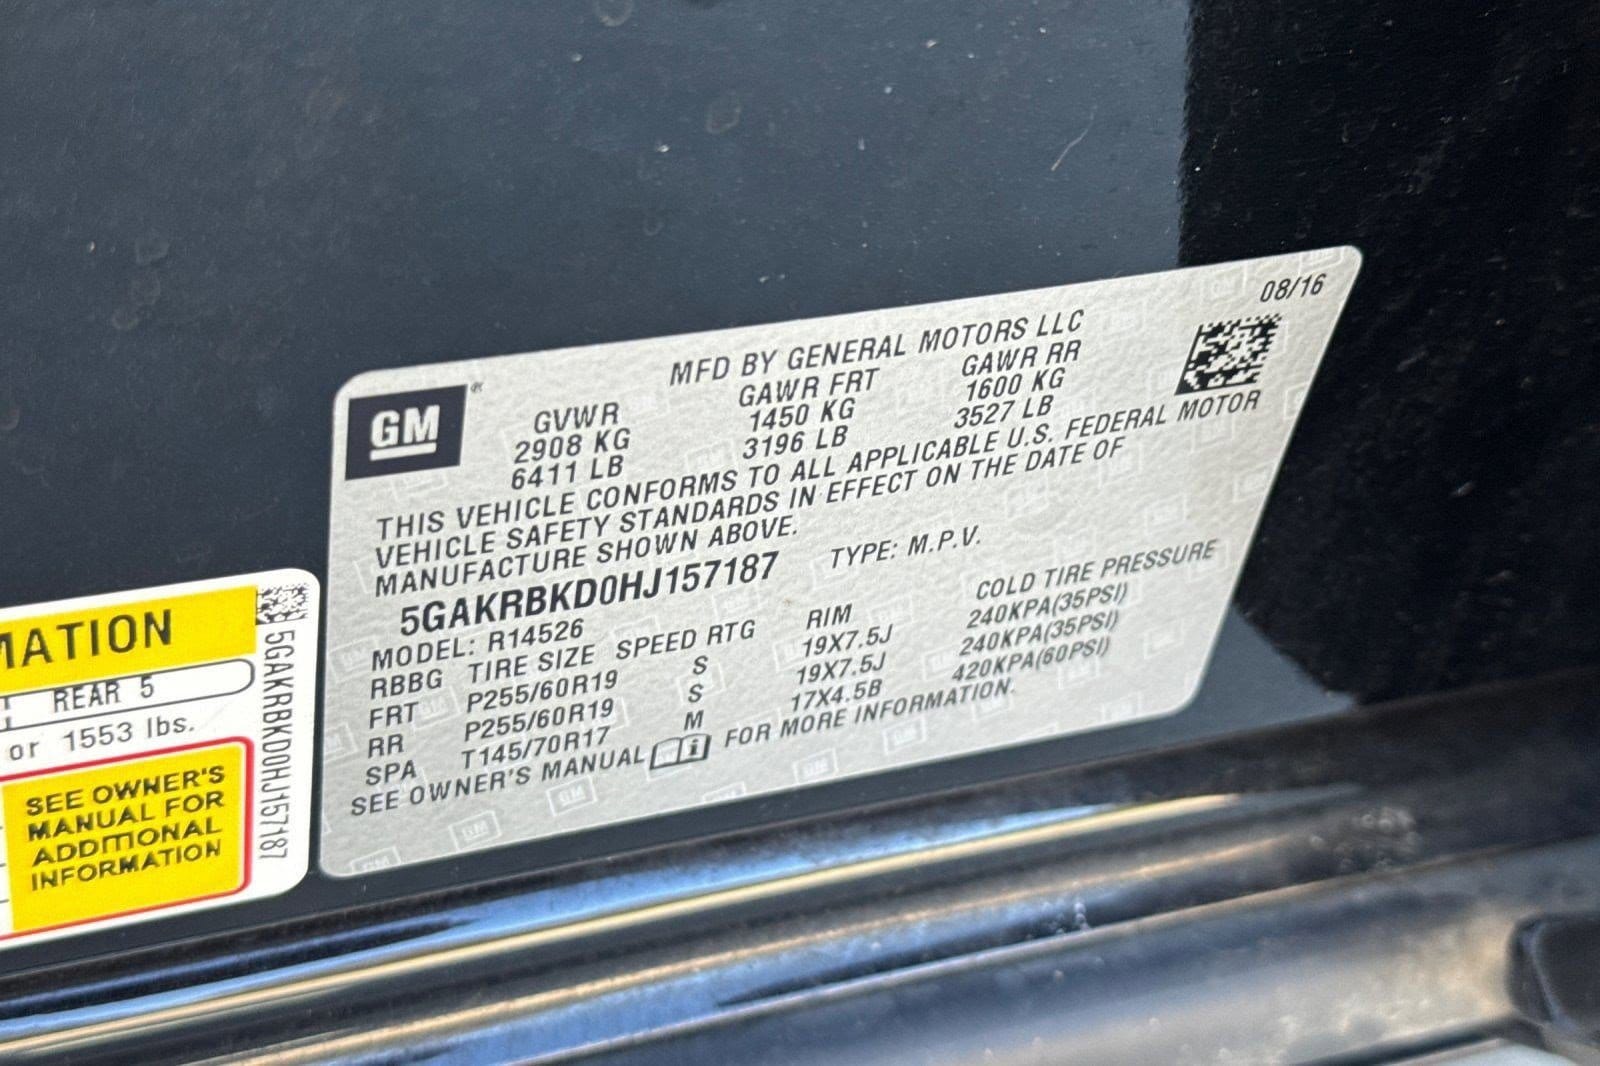 08/16
MFD BY GENERAL MOTORS LLC
GM®
GVWR GAWR FRT GAWR RR
2908 KG 1450 KG 1600 KG
6411 LB 3196 LB 3527 LB
THIS VEHICLE CONFORMS TO ALL APPLICABLE U.S. FEDERAL MOTOR
VEHICLE SAFETY STANDARDS IN EFFECT ON THE DATE OF
MANUFACTURE SHOWN ABOVE.
5GAKRBKD0HJ157187 TYPE: M.P.V.
MODEL: R14526
RBBG TIRE SIZE SPEED RTG RIM COLD TIRE PRESSURE
FRT P255/60R19 S 19X7.5J 240KPA(35PSI)
RR P255/60R19 S 19X7.5J 240KPA(35PSI)
SPA T145/70R17 M 17X4.5B 420KPA(60PSI)
SEE OWNER'S MANUAL FOR MORE INFORMATION.
MATION
REAR 5
or 1553 lbs.
SEE OWNER'S
MANUAL FOR
ADDITIONAL
INFORMATION
5GAKRBKD0HJ157187